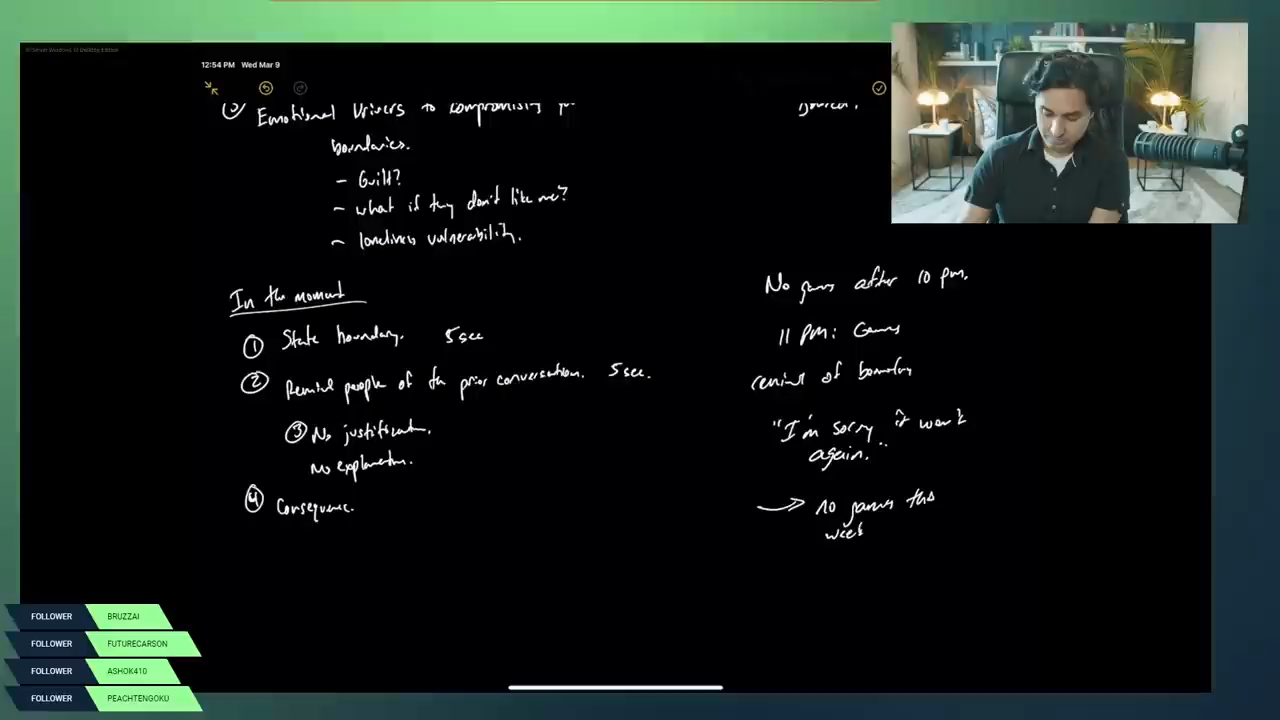 12:54 PM Wed Mar 9
③ Emotional Drivers to compromising
boundaries.
- Guilt?
- what if they don't like me?
- loneliness vulnerability.
In the moment
① State boundary. 5 sec
② Remind people of the prior conversation. 5 sec.
③ No justification.
No explanation.
④ Consequence.
No games after 10 pm.
11 PM: Games
remind of boundary
"I'm sorry it won't
again."
→ no games this
week
FOLLOWER BRUZZAI
FOLLOWER FUTURECARSON
FOLLOWER ASHOK410
FOLLOWER PEACHTENGOKU